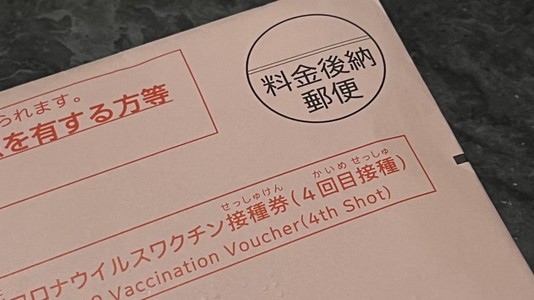 られます。
を有する方等
料金後納
郵便
せっしゅけん かいめ せっしゅ
コロナウイルスワクチン接種券(4回目接種)
Vaccination Voucher(4th Shot)